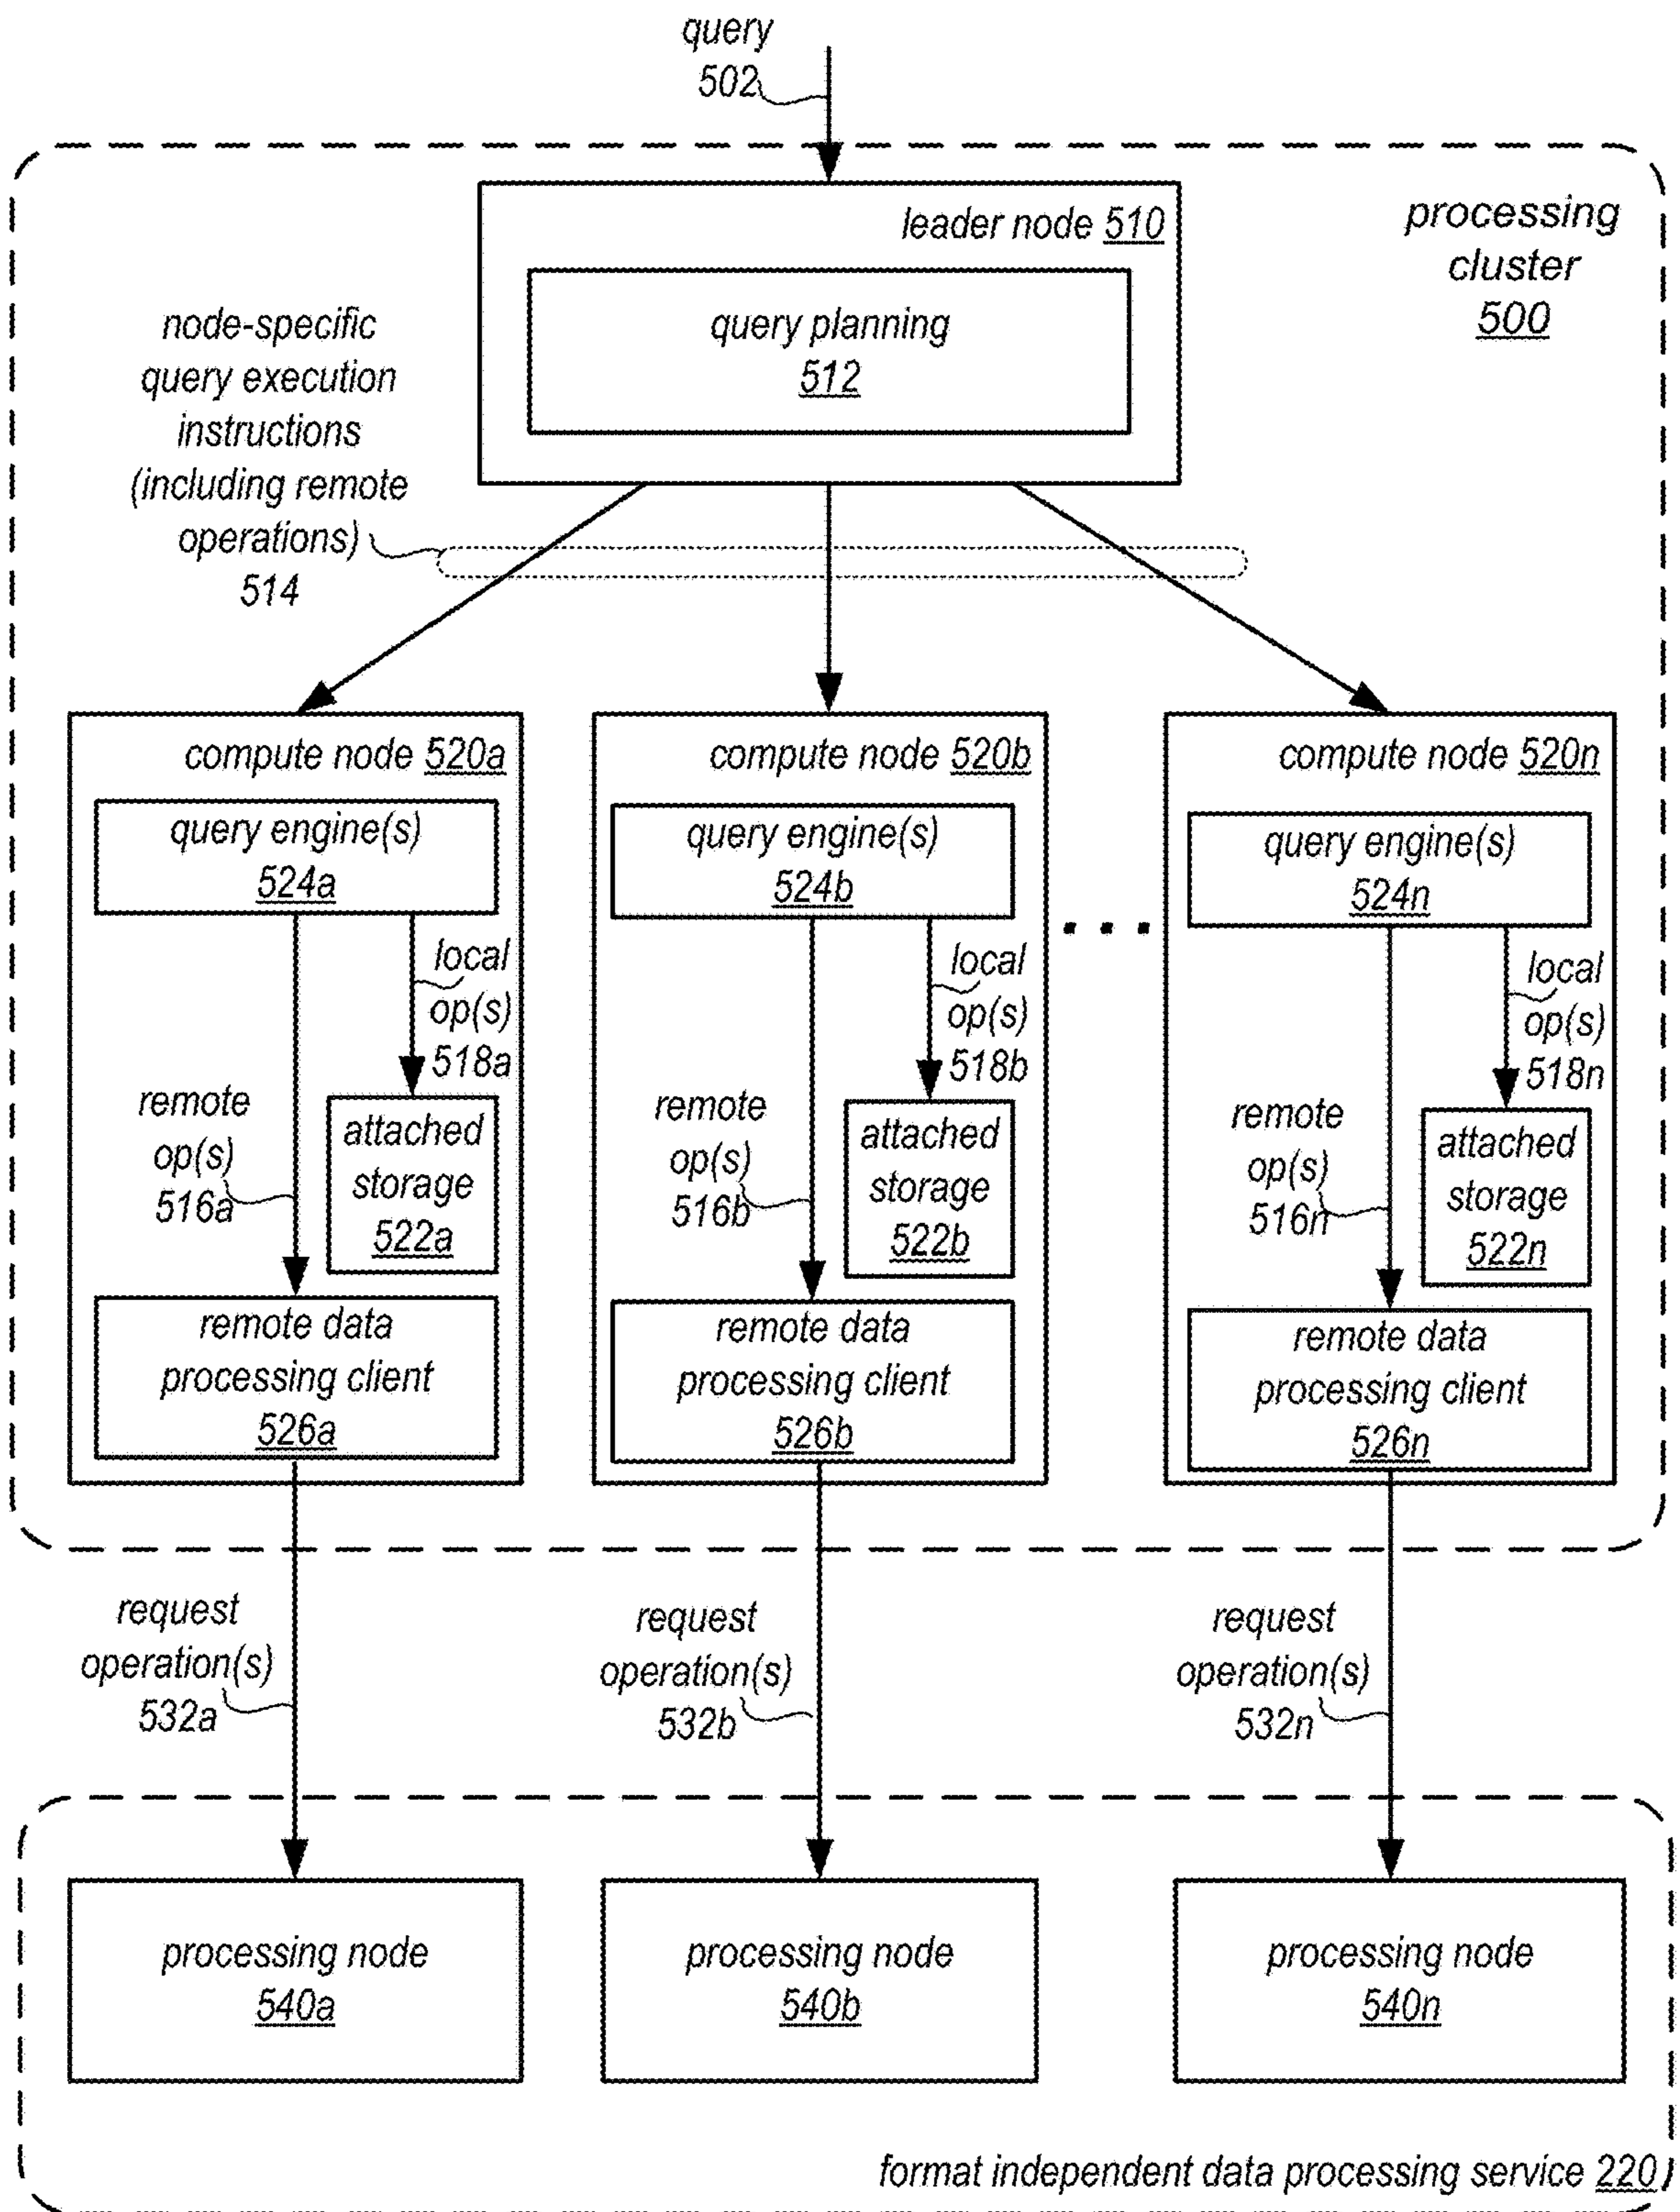 query
502
leader node 510
processing
cluster
500
query planning
512
node-specific
query execution
instructions
(including remote
operations)
514
compute node 520a
query engine(s)
524a
local
op(s)
518a
remote
op(s)
516a
attached
storage
522a
remote data
processing client
526a
compute node 520b
query engine(s)
524b
local
op(s)
518b
remote
op(s)
516b
attached
storage
522b
remote data
processing client
526b
. . .
compute node 520n
query engine(s)
524n
local
op(s)
518n
remote
op(s)
516n
attached
storage
522n
remote data
processing client
526n
request
operation(s)
532a
request
operation(s)
532b
request
operation(s)
532n
processing node
540a
processing node
540b
processing node
540n
format independent data processing service 220